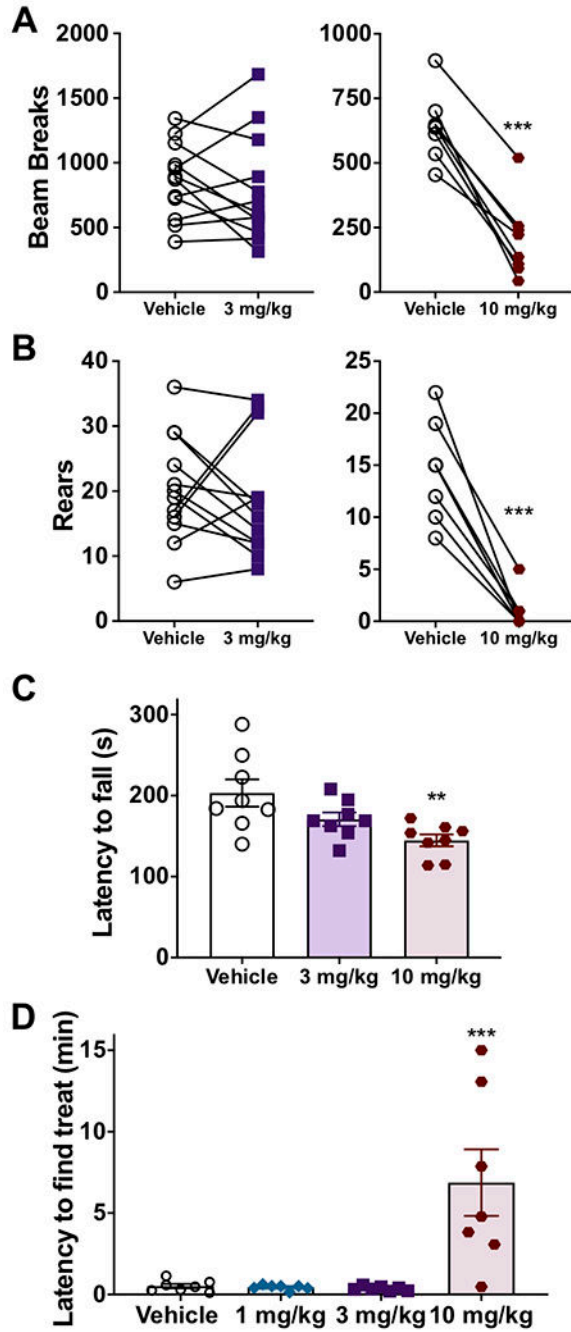 A
Beam Breaks
2000
1500
1000
500
0
Vehicle 3 mg/kg
1000
750
500
250
0
***
Vehicle 10 mg/kg
B
Rears
40
30
20
10
0
Vehicle 3 mg/kg
25
20
15
10
5
0
***
Vehicle 10 mg/kg
C
Latency to fall (s)
300
200
100
0
**
Vehicle 3 mg/kg 10 mg/kg
D
Latency to find treat (min)
15
10
5
0
***
Vehicle 1 mg/kg 3 mg/kg 10 mg/kg